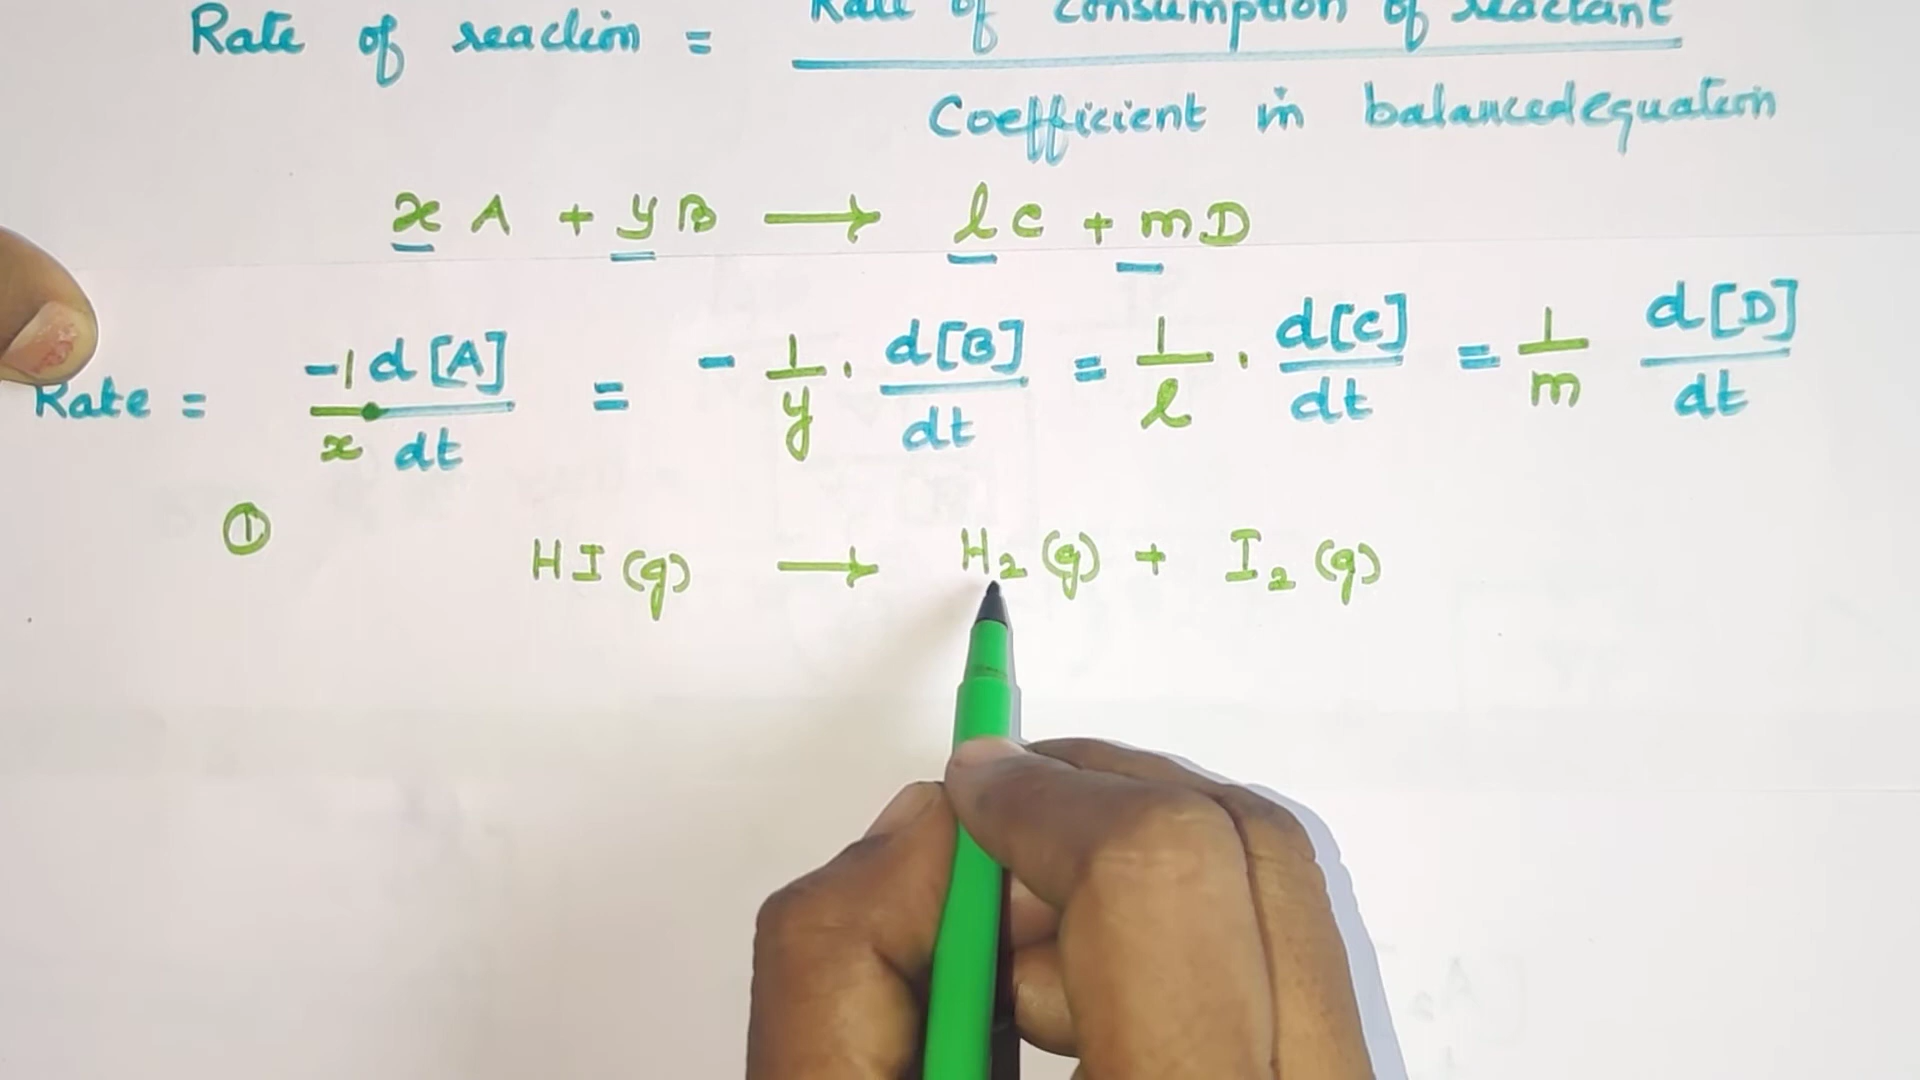 Rate of consumption of reactant
Rate of reaction =
Coefficient in balancedequation
x A + y B → l C + m D
Rate = -1/x d[A]/dt = - 1/y . d[B]/dt = 1/l . d[C]/dt = 1/m d[D]/dt
① HI (g) → H₂ (g) + I₂ (g)